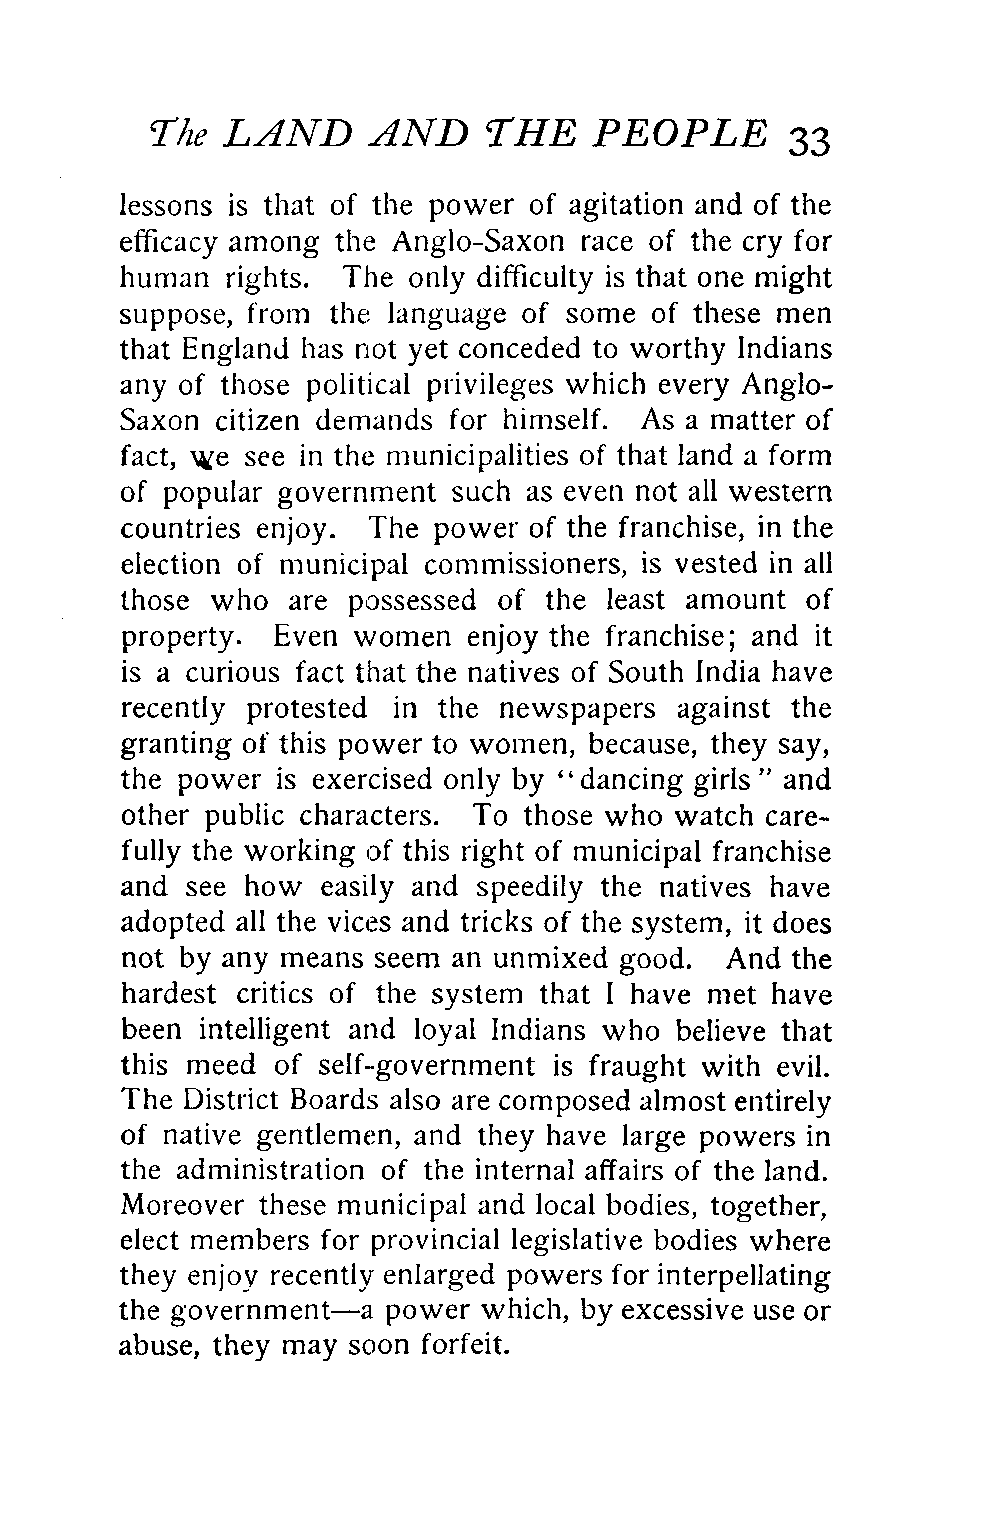 The LAND AND THE PEOPLE 33
lessons is that of the power of agitation and of the
efficacy among the Anglo-Saxon race of the cry for
human rights. The only difficulty is that one might
suppose, from the language of some of these men
that England has not yet conceded to worthy Indians
any of those political privileges which every Anglo-
Saxon citizen demands for himself. As a matter of
fact, we see in the municipalities of that land a form
of popular government such as even not all western
countries enjoy. The power of the franchise, in the
election of municipal commissioners, is vested in all
those who are possessed of the least amount of
property. Even women enjoy the franchise; and it
is a curious fact that the natives of South India have
recently protested in the newspapers against the
granting of this power to women, because, they say,
the power is exercised only by “dancing girls” and
other public characters. To those who watch care-
fully the working of this right of municipal franchise
and see how easily and speedily the natives have
adopted all the vices and tricks of the system, it does
not by any means seem an unmixed good. And the
hardest critics of the system that I have met have
been intelligent and loyal Indians who believe that
this meed of self-government is fraught with evil.
The District Boards also are composed almost entirely
of native gentlemen, and they have large powers in
the administration of the internal affairs of the land.
Moreover these municipal and local bodies, together,
elect members for provincial legislative bodies where
they enjoy recently enlarged powers for interpellating
the government—a power which, by excessive use or
abuse, they may soon forfeit.